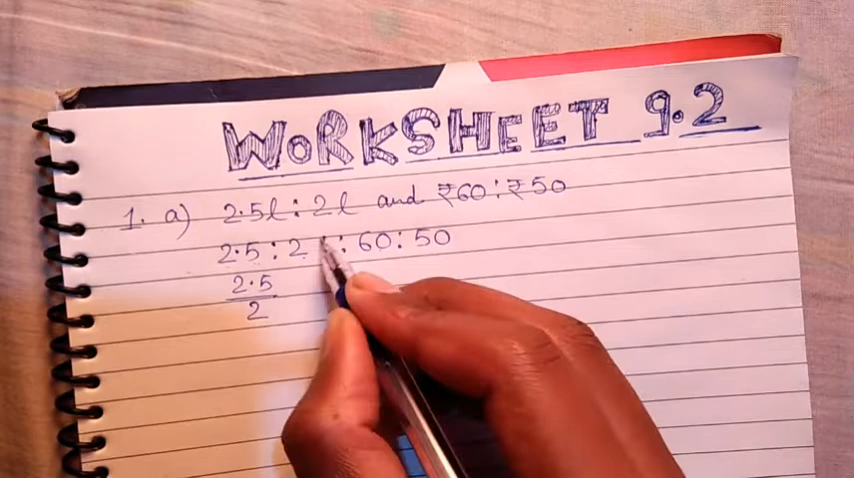 WORKSHEET 9.2
1. a) 2.5l : 2l and ₹60 : ₹50
2.5 : 2 :: 60 : 50
2.5
2